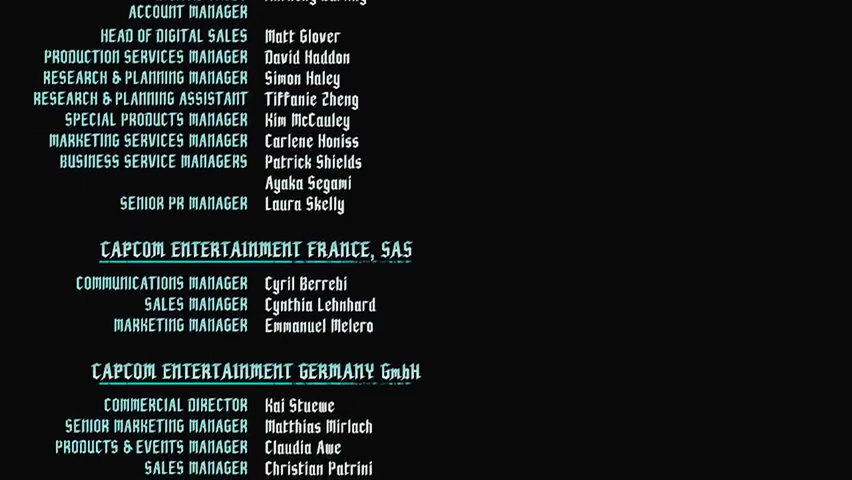 ACCOUNT MANAGER
HEAD OF DIGITAL SALES Matt Glover
PRODUCTION SERVICES MANAGER David Haddon
RESEARCH & PLANNING MANAGER Simon Haley
RESEARCH & PLANNING ASSISTANT Tiffanie Zheng
SPECIAL PRODUCTS MANAGER Kim McCauley
MARKETING SERVICES MANAGER Carlene Honiss
BUSINESS SERVICE MANAGERS Patrick Shields
Ayaka Segami
SENIOR PR MANAGER Laura Skelly
CAPCOM ENTERTAINMENT FRANCE, SAS
COMMUNICATIONS MANAGER Cyril Berrebi
SALES MANAGER Cynthia Lehnhard
MARKETING MANAGER Emmanuel Melero
CAPCOM ENTERTAINMENT GERMANY GmbH
COMMERCIAL DIRECTOR Kai Stuewe
SENIOR MARKETING MANAGER Matthias Mirlach
PRODUCTS & EVENTS MANAGER Claudia Awe
SALES MANAGER Christian Patrini